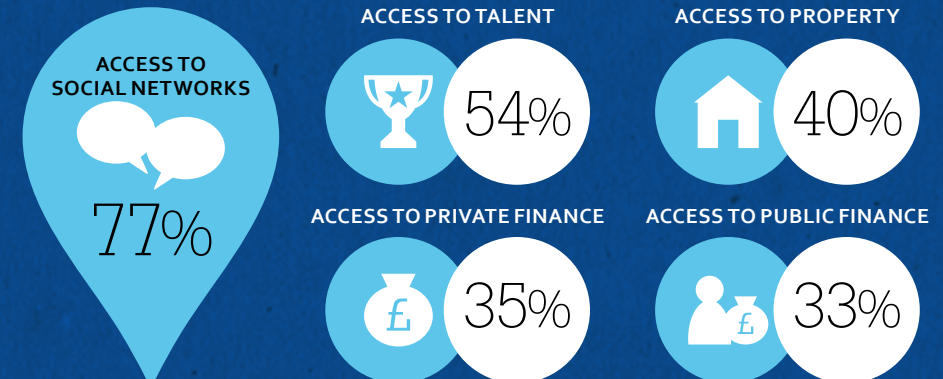 ACCESS TO
SOCIAL NETWORKS
77%
ACCESS TO TALENT
54%
ACCESS TO PROPERTY
40%
ACCESS TO PRIVATE FINANCE
£
35%
ACCESS TO PUBLIC FINANCE
£
33%